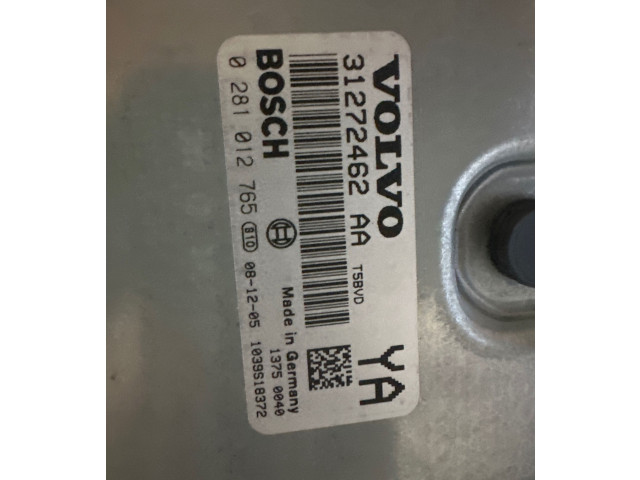 VOLVO YA
31272462 AA T5BVD
BOSCH Made in Germany
1375 0040
0 281 012 765 B10 08-12-05 1039S18372